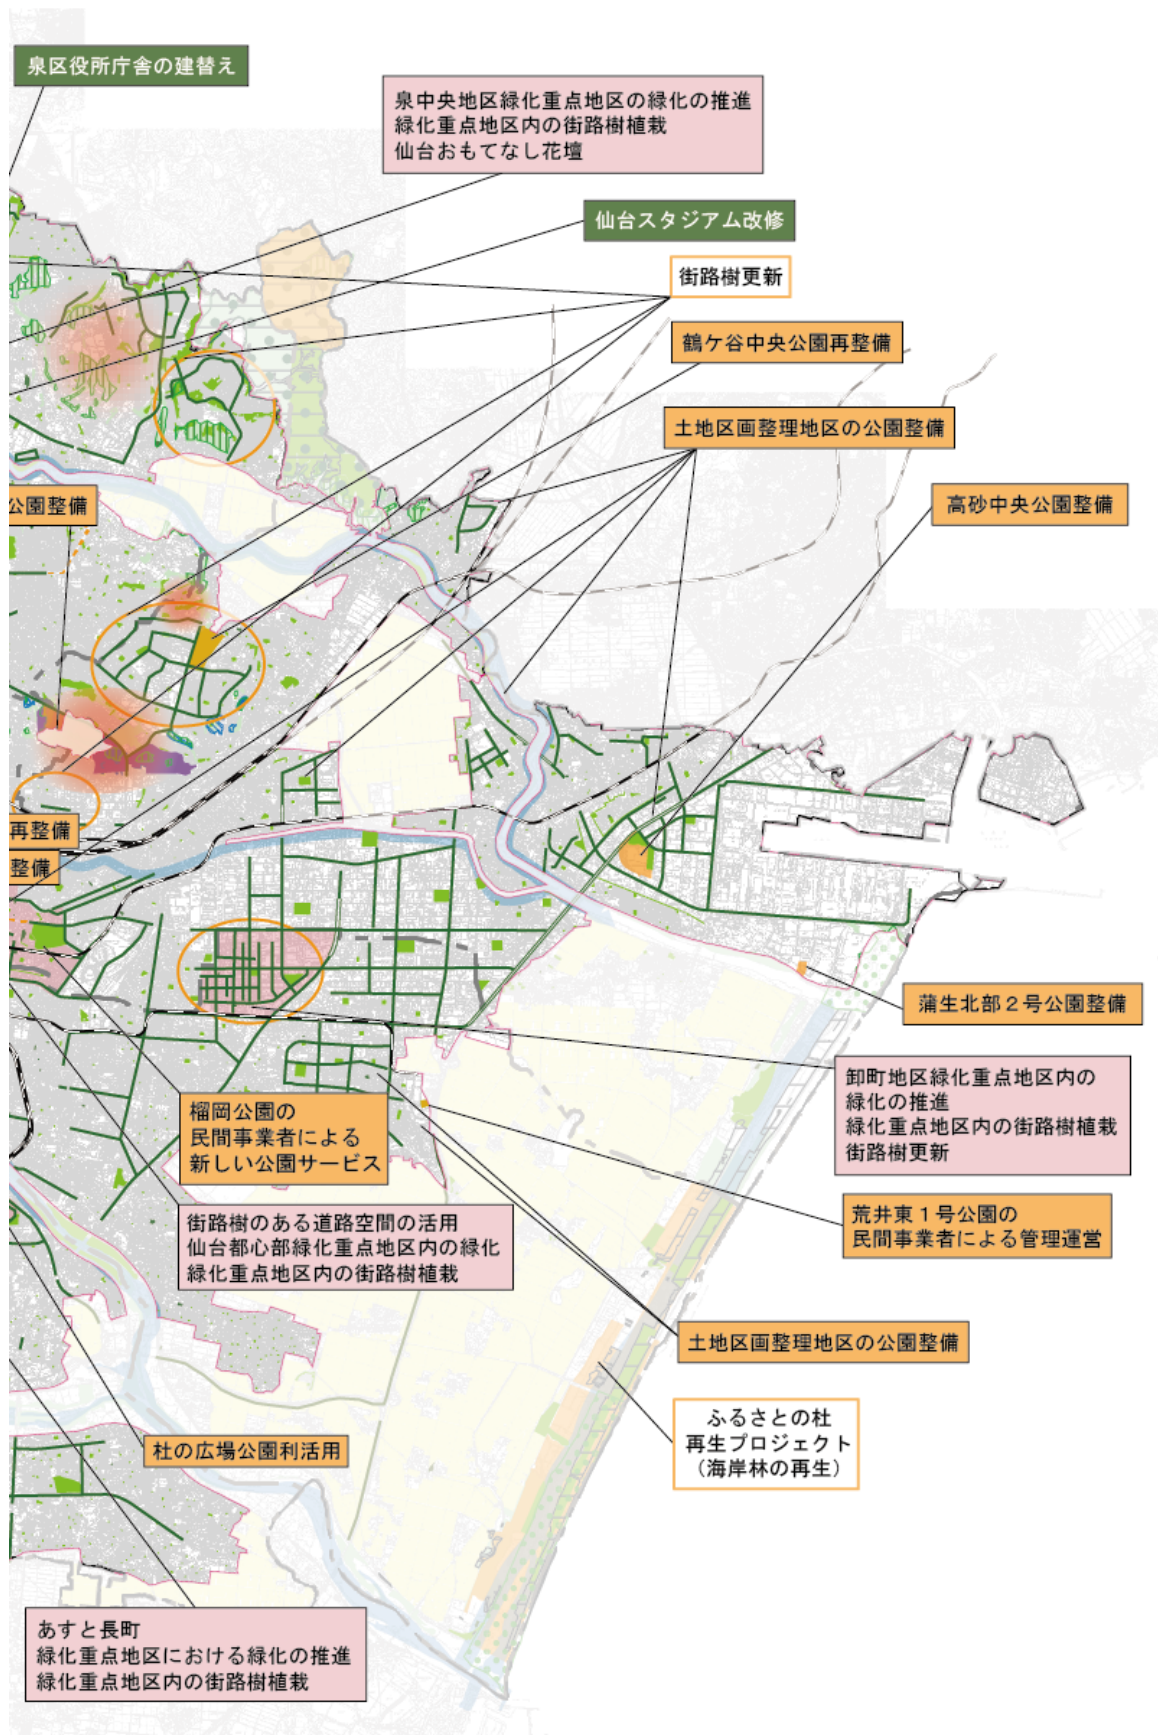 泉区役所庁舎の建替え
泉中央地区緑化重点地区の緑化の推進
緑化重点地区内の街路樹植栽
仙台おもてなし花壇
仙台スタジアム改修
街路樹更新
鶴ケ谷中央公園再整備
土地区画整理地区の公園整備
公園整備
高砂中央公園整備
再整備
整備
蒲生北部２号公園整備
卸町地区緑化重点地区内の
緑化の推進
緑化重点地区内の街路樹植栽
街路樹更新
榴岡公園の
民間事業者による
新しい公園サービス
街路樹のある道路空間の活用
仙台都心部緑化重点地区内の緑化
緑化重点地区内の街路樹植栽
荒井東１号公園の
民間事業者による管理運営
土地区画整理地区の公園整備
ふるさとの杜
再生プロジェクト
（海岸林の再生）
杜の広場公園利活用
あすと長町
緑化重点地区における緑化の推進
緑化重点地区内の街路樹植栽